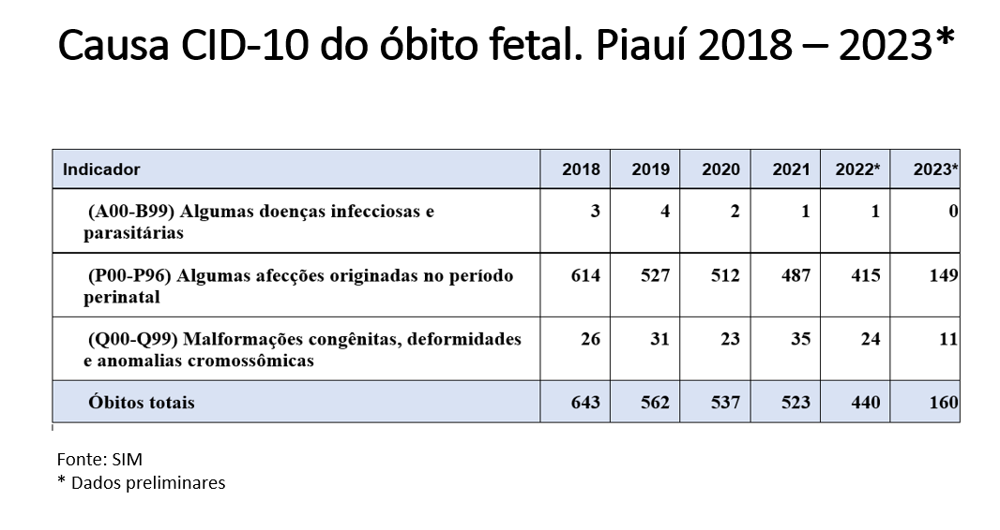 Causa CID-10 do óbito fetal. Piauí 2018 – 2023*
Indicador 2018 2019 2020 2021 2022* 2023*
(A00-B99) Algumas doenças infecciosas e 3 4 2 1 1 0
parasitárias
(P00-P96) Algumas afecções originadas no período 614 527 512 487 415 149
perinatal
(Q00-Q99) Malformações congênitas, deformidades 26 31 23 35 24 11
e anomalias cromossômicas
Óbitos totais 643 562 537 523 440 160
Fonte: SIM
* Dados preliminares